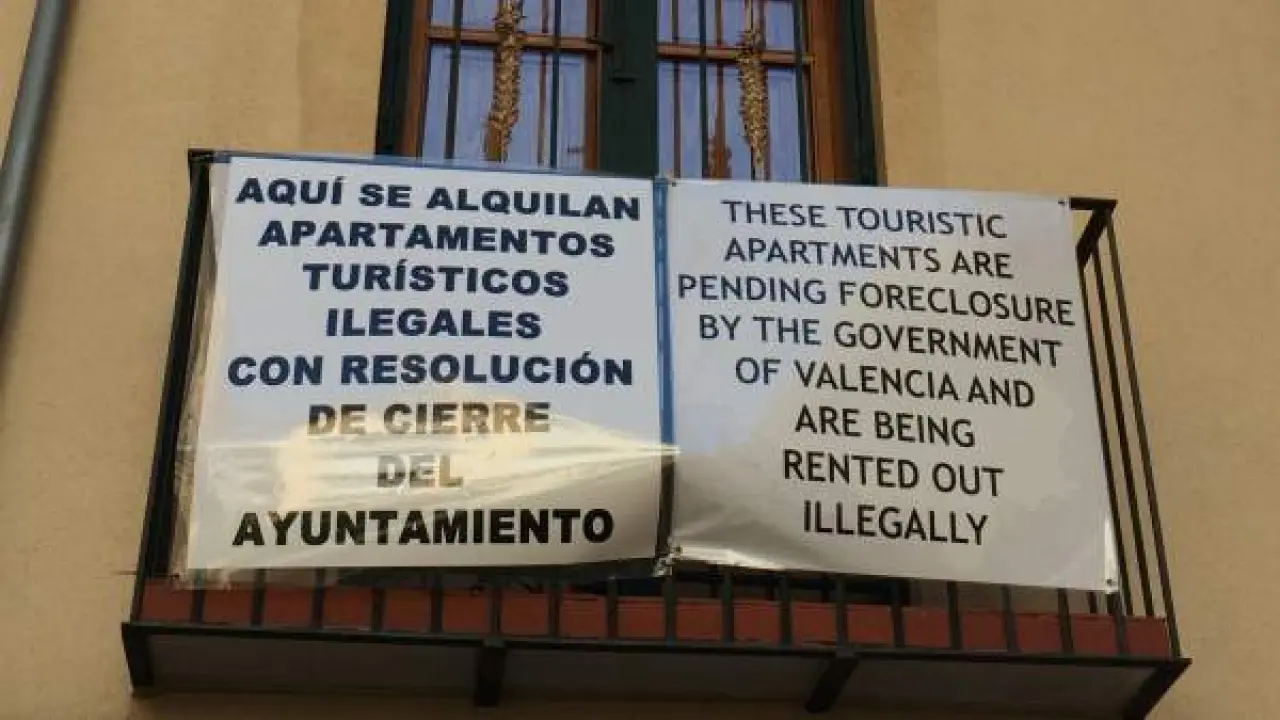 AQUÍ SE ALQUILAN
APARTAMENTOS
TURÍSTICOS
ILEGALES
CON RESOLUCIÓN
DE CIERRE
DEL
AYUNTAMIENTO
THESE TOURISTIC
APARTMENTS ARE
PENDING FORECLOSURE
BY THE GOVERNMENT
OF VALENCIA AND
ARE BEING
RENTED OUT
ILLEGALLY